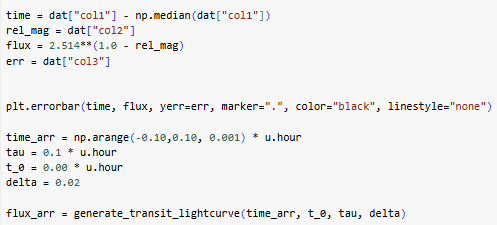 time = dat["col1"] - np.median(dat["col1"])
rel_mag = dat["col2"]
flux = 2.514**(1.0 - rel_mag)
err = dat["col3"]
plt.errorbar(time, flux, yerr=err, marker=".", color="black", linestyle="none")
time_arr = np.arange(-0.10,0.10, 0.001) * u.hour
tau = 0.1 * u.hour
t_0 = 0.00 * u.hour
delta = 0.02
flux_arr = generate_transit_lightcurve(time_arr, t_0, tau, delta)